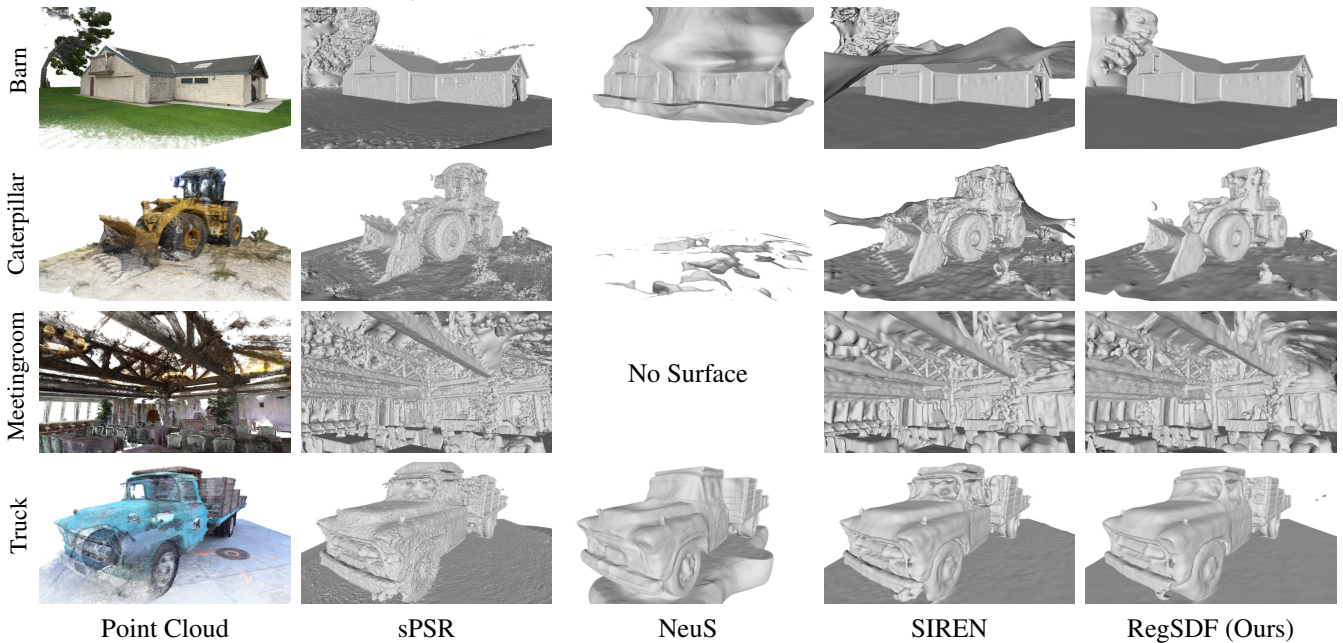 Barn
Caterpillar
Meetingroom
No Surface
Truck
Point Cloud
sPSR
NeuS
SIREN
RegSDF (Ours)